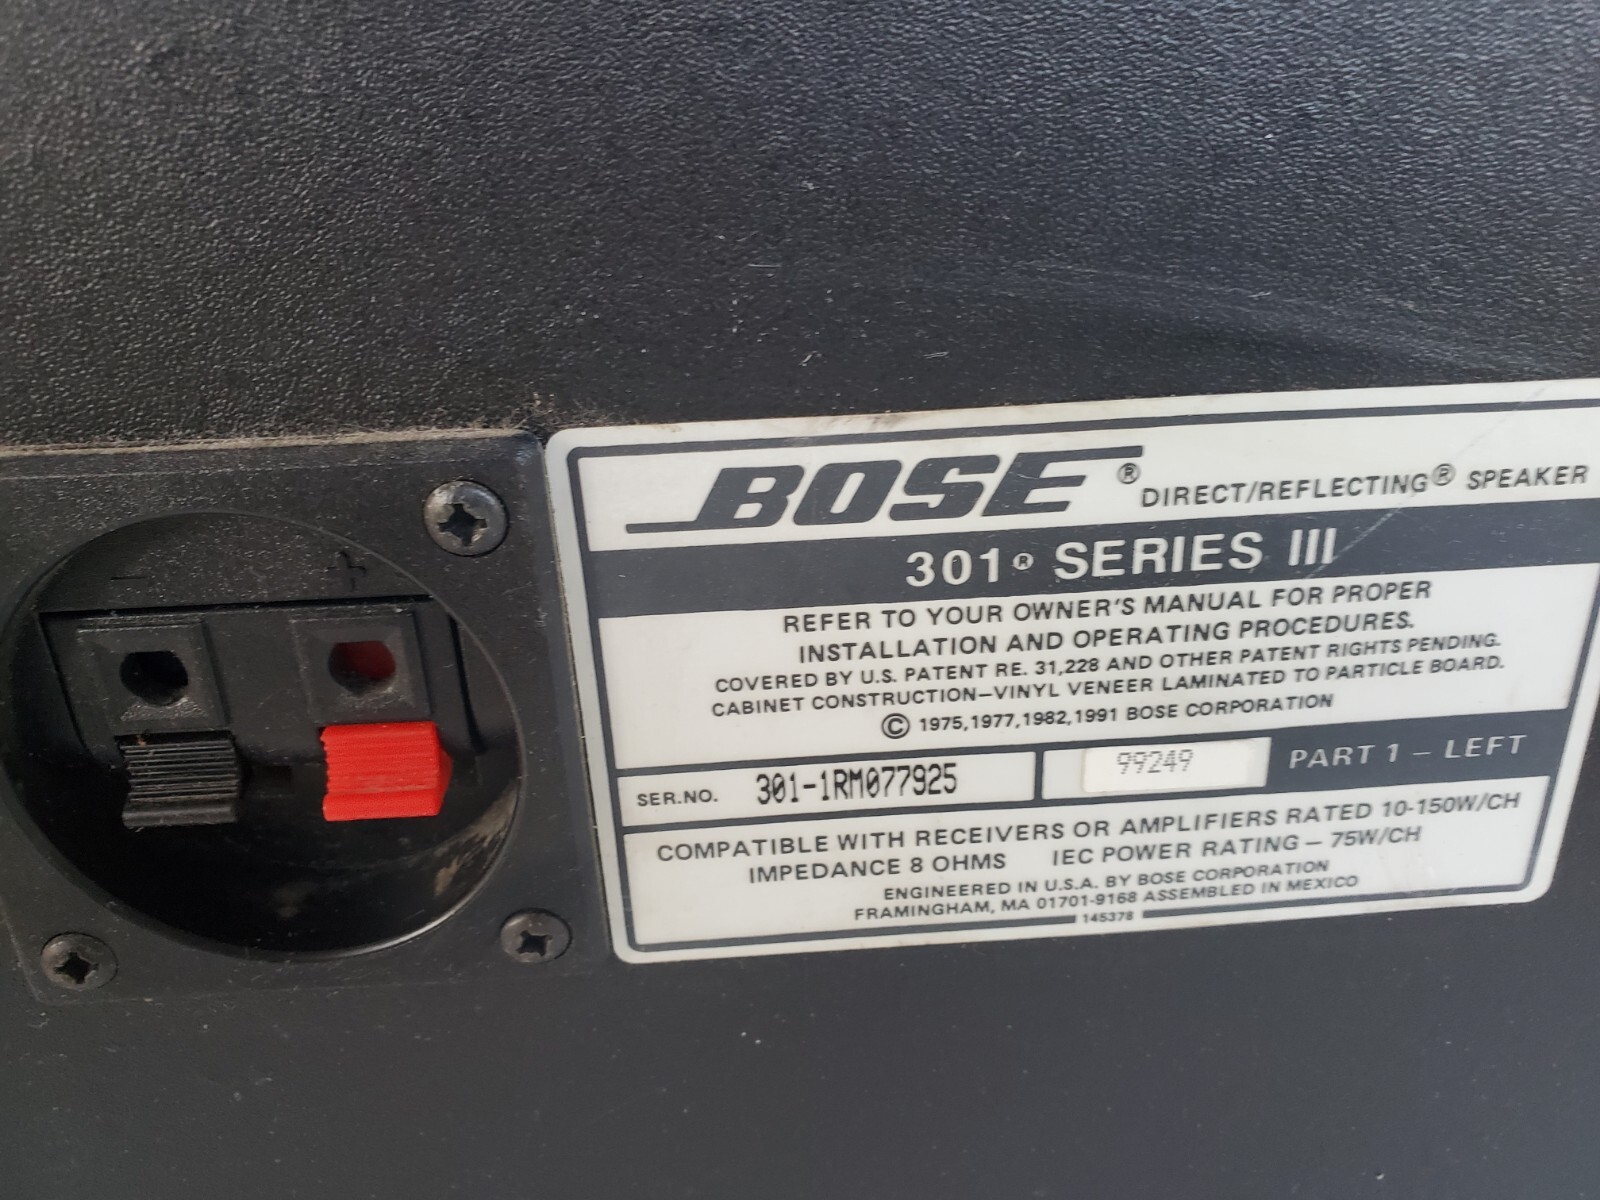 - +
BOSE® DIRECT/REFLECTING® SPEAKER
301® SERIES III
REFER TO YOUR OWNER'S MANUAL FOR PROPER
INSTALLATION AND OPERATING PROCEDURES.
COVERED BY U.S. PATENT RE. 31,228 AND OTHER PATENT RIGHTS PENDING.
CABINET CONSTRUCTION–VINYL VENEER LAMINATED TO PARTICLE BOARD.
© 1975,1977,1982,1991 BOSE CORPORATION
SER.NO. 301-1RM077925 99249 PART 1 – LEFT
COMPATIBLE WITH RECEIVERS OR AMPLIFIERS RATED 10-150W/CH
IMPEDANCE 8 OHMS IEC POWER RATING – 75W/CH
ENGINEERED IN U.S.A. BY BOSE CORPORATION
FRAMINGHAM, MA 01701-9168 ASSEMBLED IN MEXICO
145378